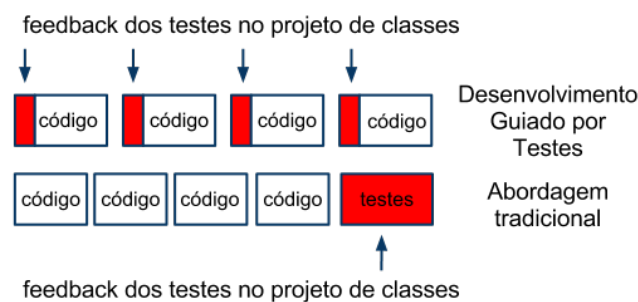 feedback dos testes no projeto de classes
código código código código
Desenvolvimento
Guiado por
Testes
código código código código testes
Abordagem
tradicional
feedback dos testes no projeto de classes